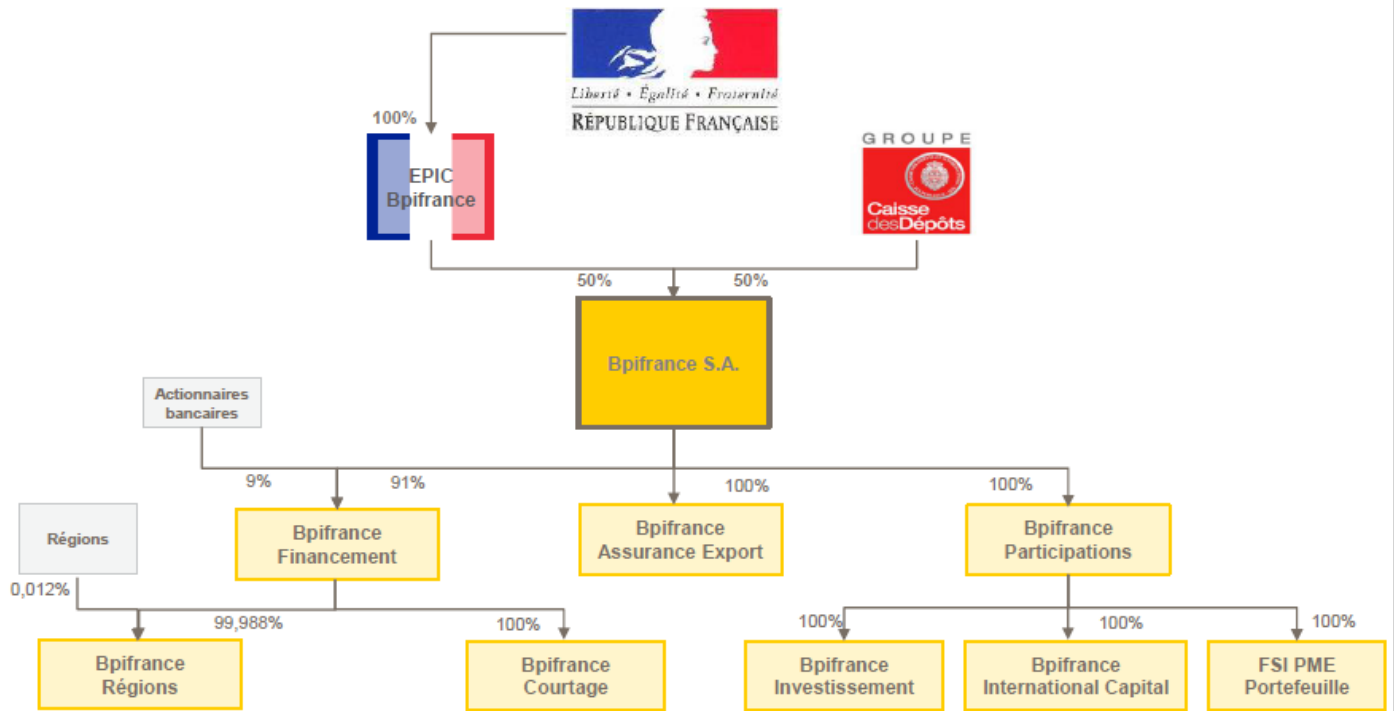 Liberté • Égalité • Fraternité
RÉPUBLIQUE FRANÇAISE
100%
EPIC
Bpifrance
GROUPE
Caisse
desDépôts
50%
50%
Bpifrance S.A.
Actionnaires
bancaires
9%
91%
100%
100%
Régions
Bpifrance
Financement
Bpifrance
Assurance Export
Bpifrance
Participations
0,012%
99,988%
100%
100%
100%
100%
Bpifrance
Régions
Bpifrance
Courtage
Bpifrance
Investissement
Bpifrance
International Capital
FSI PME
Portefeuille